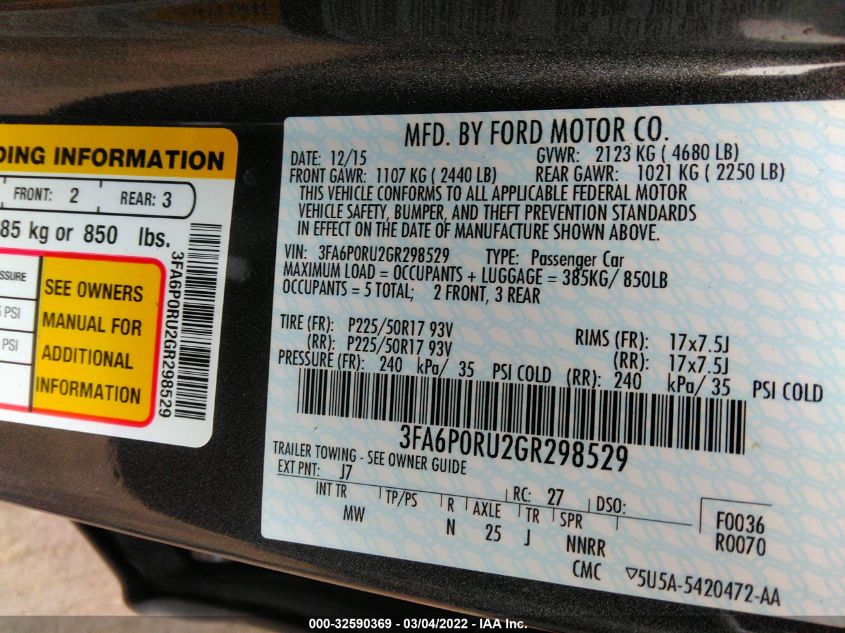 DING INFORMATION
FRONT: 2 REAR: 3
85 kg or 850 lbs.
SSURE
PSI
PSI
SEE OWNERS
MANUAL FOR
ADDITIONAL
INFORMATION
3FA6P0RU2GR298529
MFD. BY FORD MOTOR CO.
DATE: 12/15 GVWR: 2123 KG ( 4680 LB)
FRONT GAWR: 1107 KG ( 2440 LB) REAR GAWR: 1021 KG ( 2250 LB)
THIS VEHICLE CONFORMS TO ALL APPLICABLE FEDERAL MOTOR
VEHICLE SAFETY, BUMPER, AND THEFT PREVENTION STANDARDS
IN EFFECT ON THE DATE OF MANUFACTURE SHOWN ABOVE.
VIN: 3FA6P0RU2GR298529 TYPE: Passenger Car
MAXIMUM LOAD = OCCUPANTS + LUGGAGE = 385KG/ 850LB
OCCUPANTS = 5 TOTAL; 2 FRONT, 3 REAR
TIRE (FR): P225/50R17 93V RIMS (FR): 17x7.5J
(RR): P225/50R17 93V (RR): 17x7.5J
PRESSURE (FR): 240 kPa/ 35 PSI COLD (RR): 240 kPa/ 35 PSI COLD
3FA6P0RU2GR298529
TRAILER TOWING - SEE OWNER GUIDE
EXT PNT: J7 RC: 27 DSO:
INT TR TP/PS R AXLE TR SPR F0036
MW N 25 J NNRR R0070
CMC 5U5A-5420472-AA
000-32590369 - 03/04/2022 - IAA Inc.